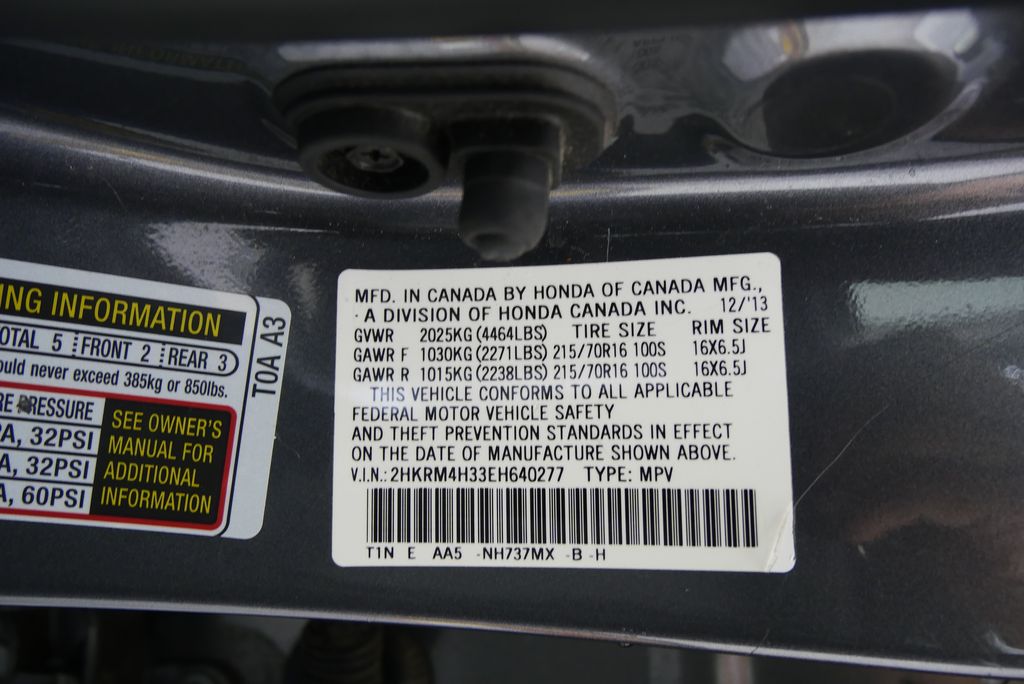 NG INFORMATION
OTAL 5 FRONT 2 REAR 3
ould never exceed 385kg or 850lbs.
RE PRESSURE
PA, 32PSI
A, 32PSI
A, 60PSI
SEE OWNER'S
MANUAL FOR
ADDITIONAL
INFORMATION
T0A A3
MFD. IN CANADA BY HONDA OF CANADA MFG.,
A DIVISION OF HONDA CANADA INC. 12/'13
GVWR 2025KG (4464LBS) TIRE SIZE RIM SIZE
GAWR F 1030KG (2271LBS) 215/70R16 100S 16X6.5J
GAWR R 1015KG (2238LBS) 215/70R16 100S 16X6.5J
THIS VEHICLE CONFORMS TO ALL APPLICABLE
FEDERAL MOTOR VEHICLE SAFETY
AND THEFT PREVENTION STANDARDS IN EFFECT
ON THE DATE OF MANUFACTURE SHOWN ABOVE.
V.I.N.: 2HKRM4H33EH640277 TYPE: MPV
T1N E AA5 -NH737MX -B -H